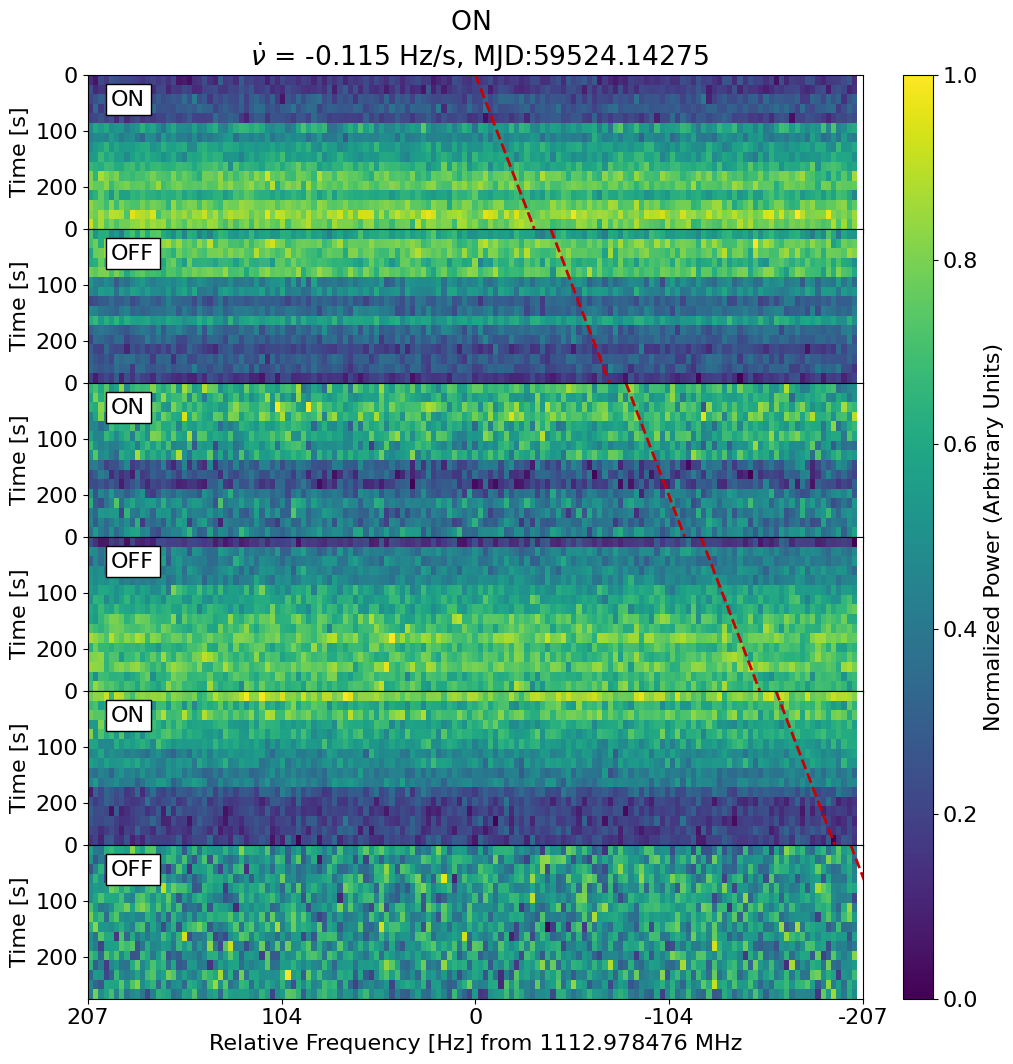 ON
ν̇ = -0.115 Hz/s, MJD:59524.14275
0
ON
100
200
Time [s]
0
OFF
100
200
Time [s]
0
ON
100
200
Time [s]
0
OFF
100
200
Time [s]
0
ON
100
200
Time [s]
0
OFF
100
200
Time [s]
207 104 0 -104 -207
Relative Frequency [Hz] from 1112.978476 MHz
1.0
0.8
0.6
0.4
0.2
0.0
Normalized Power (Arbitrary Units)